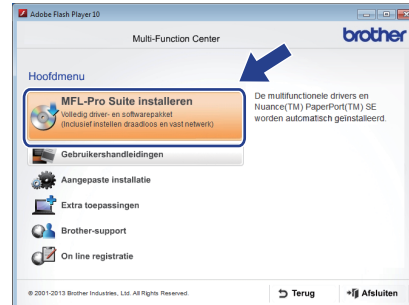 Adobe Flash Player 10
Multi-Function Center
brother
Hoofdmenu
MFL-Pro Suite installeren
Volledig driver- en softwarepakket
(Inclusief instellen draadloos en vast netwerk)
De multifunctionele drivers en
Nuance(TM) PaperPort(TM) SE
worden automatisch geïnstalleerd.
Gebruikershandleidingen
Aangepaste installatie
Extra toepassingen
Brother-support
On line registratie
© 2001-2013 Brother Industries, Ltd. All Rights Reserved.
Terug
Afsluiten